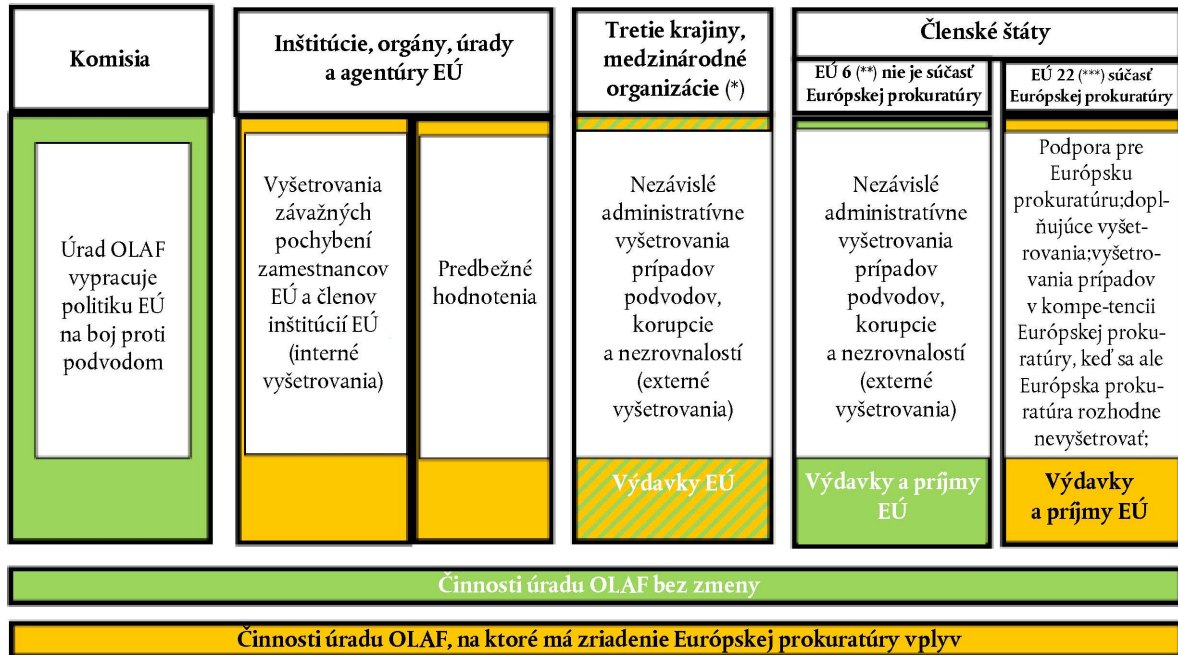 Komisia
Inštitúcie, orgány, úrady
a agentúry EÚ
Tretie krajiny,
medzinárodné
organizácie (*)
Členské štáty
EÚ 6 (**) nie je súčasť
Európskej prokuratúry
EÚ 22 (***) súčasť
Európskej prokuratúry
Úrad OLAF
vypracuje
politiku EÚ
na boj proti
podvodom
Vyšetrovania
závažných
pochybení
zamestnancov
EÚ a členov
inštitúcií EÚ
(interné
vyšetrovania)
Predbežné
hodnotenia
Nezávislé
administratívne
vyšetrovania
prípadov
podvodov,
korupcie
a nezrovnalostí
(externé
vyšetrovania)
Výdavky EÚ
Nezávislé
administratívne
vyšetrovania
prípadov
podvodov,
korupcie
a nezrovnalostí
(externé
vyšetrovania)
Výdavky a príjmy
EÚ
Podpora pre
Európsku
prokuratúru;dopl-
ňujúce vyšet-
rovania;vyšetro-
vania prípadov
v kompe-tencii
Európskej proku-
ratúry, keď sa ale
Európska proku-
ratúra rozhodne
nevyšetrovať;
Výdavky
a príjmy EÚ
Činnosti úradu OLAF bez zmeny
Činnosti úradu OLAF, na ktoré má zriadenie Európskej prokuratúry vplyv